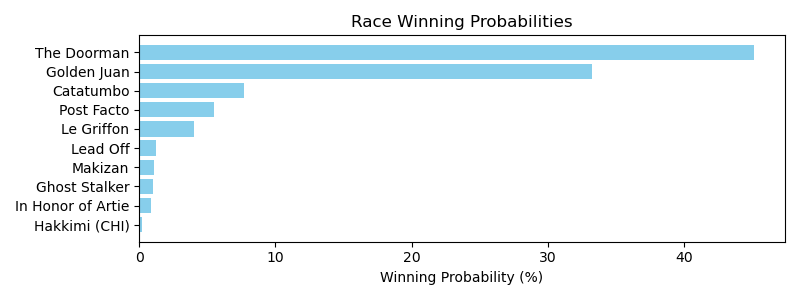 Race Winning Probabilities
The Doorman
Golden Juan
Catatumbo
Post Facto
Le Griffon
Lead Off
Makizan
Ghost Stalker
In Honor of Artie
Hakkimi (CHI)
0 10 20 30 40
Winning Probability (%)